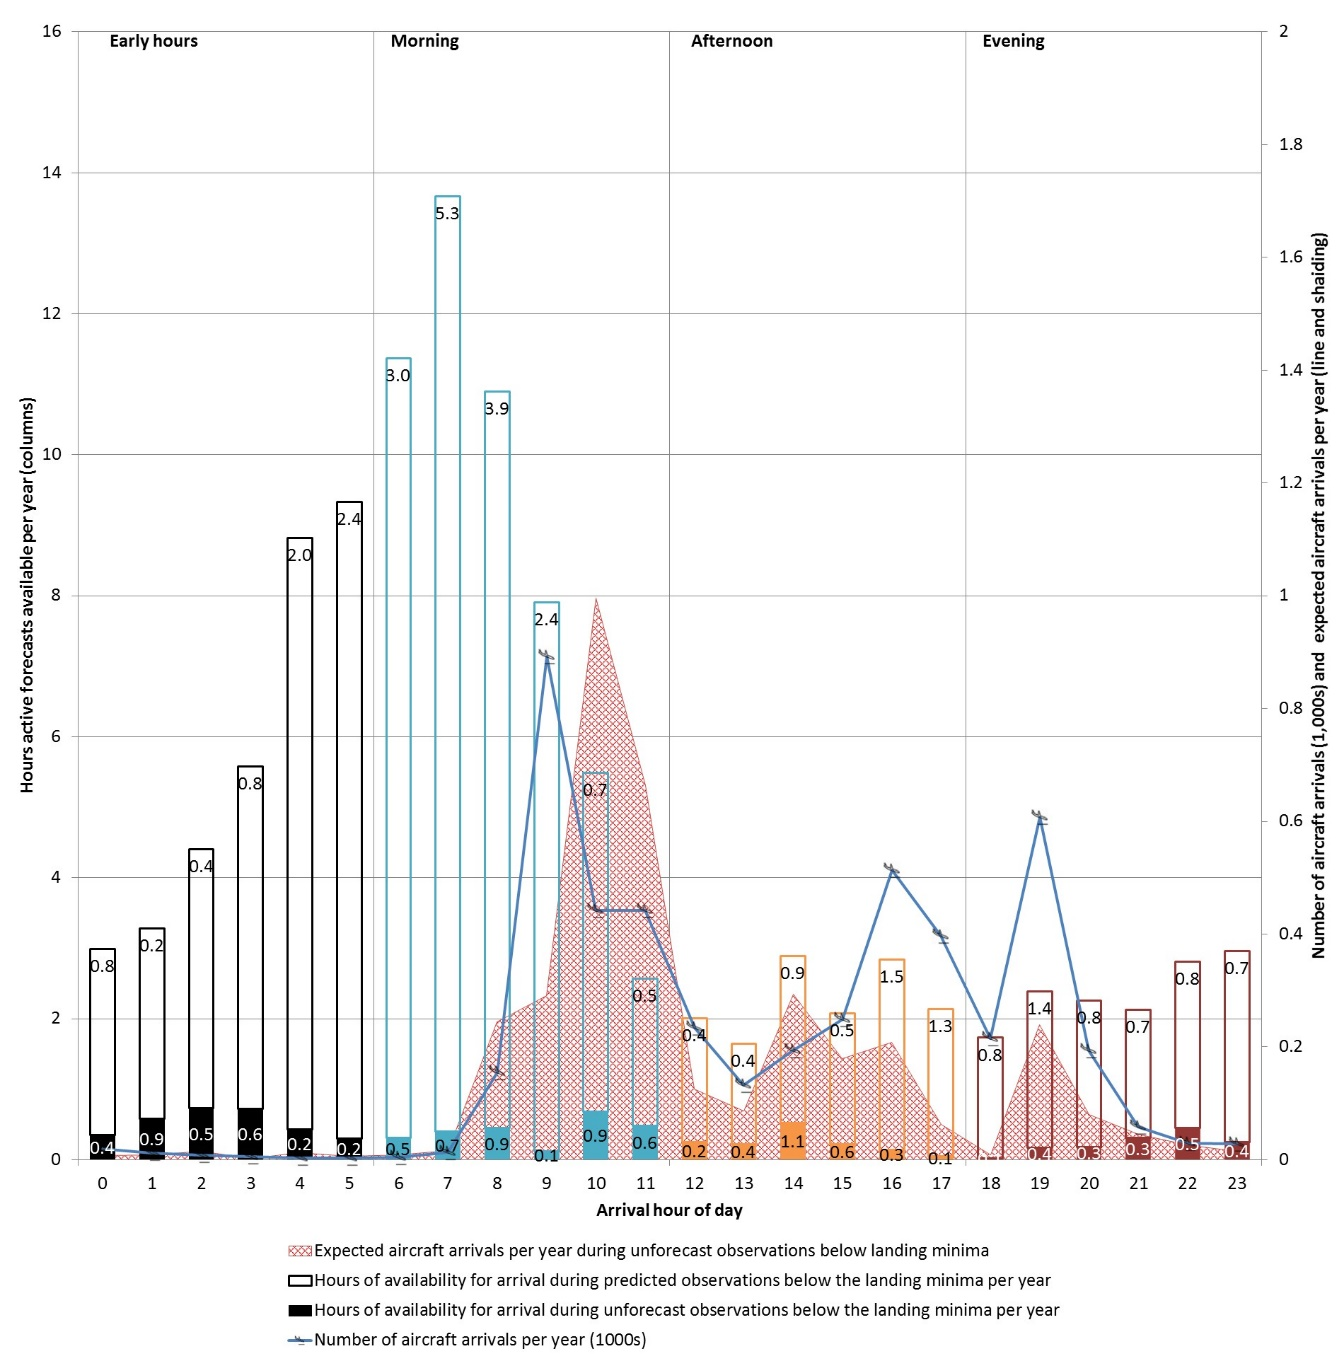 Early hours Morning Afternoon Evening
16 2
14 1.8
12 1.6
10 1.4
8 1.2
6 1
4 0.8
2 0.6
0 0.4
0.2
0
Hours active forecasts available per year (columns)
Number of aircraft arrivals (1,000s) and expected aircraft arrivals per year (line and shaiding)
0.8 0.2 0.4 0.8 2.0 2.4 3.0 5.3 3.9 2.4 0.7 0.5 0.4 0.4 0.9 0.5 1.5 1.3 0.8 1.4 0.8 0.7 0.8 0.7
0.4 0.9 0.5 0.6 0.2 0.2 0.5 0.7 0.9 0.1 0.9 0.6 0.2 0.4 1.1 0.6 0.3 0.1 0.4 0.3 0.3 0.5 0.4
0 1 2 3 4 5 6 7 8 9 10 11 12 13 14 15 16 17 18 19 20 21 22 23
Arrival hour of day
Expected aircraft arrivals per year during unforecast observations below landing minima
Hours of availability for arrival during predicted observations below the landing minima per year
Hours of availability for arrival during unforecast observations below the landing minima per year
Number of aircraft arrivals per year (1000s)